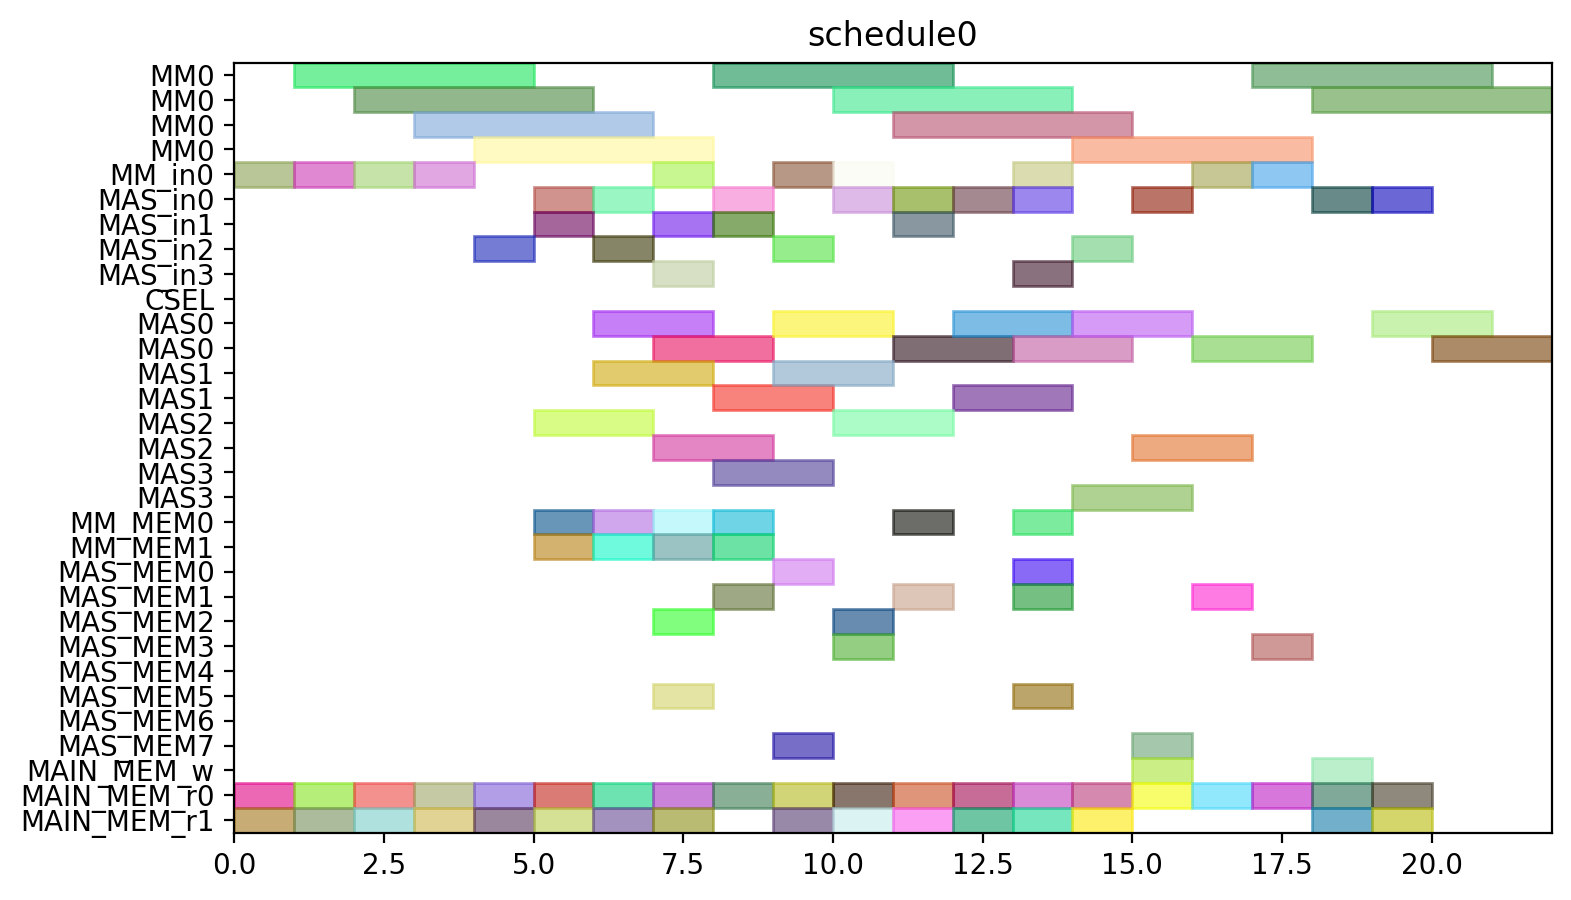 schedule0
MM0
MM0
MM0
MM0
MM_in0
MAS_in0
MAS_in1
MAS_in2
MAS_in3
CSEL
MAS0
MAS0
MAS1
MAS1
MAS2
MAS2
MAS3
MAS3
MM_MEM0
MM_MEM1
MAS_MEM0
MAS_MEM1
MAS_MEM2
MAS_MEM3
MAS_MEM4
MAS_MEM5
MAS_MEM6
MAS_MEM7
MAIN_MEM_w
MAIN_MEM_r0
MAIN_MEM_r1
0.0 2.5 5.0 7.5 10.0 12.5 15.0 17.5 20.0